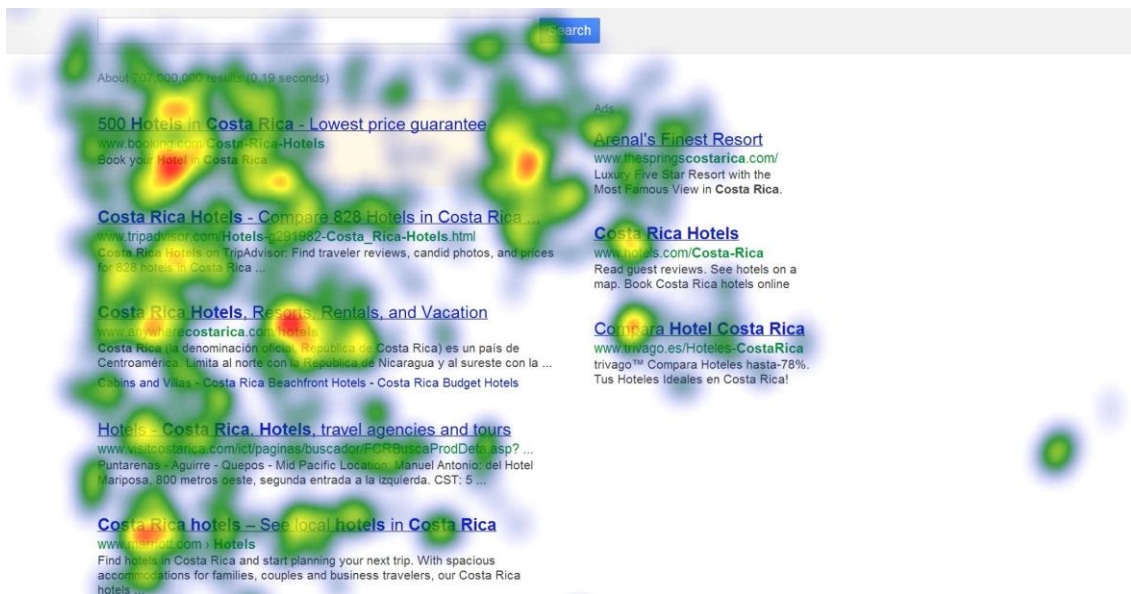 Search
About 707,000,000 results (0.19 seconds)
500 Hotels in Costa Rica - Lowest price guarantee
www.booking.com/Costa-Rica-Hotels
Book your Hotel in Costa Rica
Costa Rica Hotels - Compare 828 Hotels in Costa Rica ...
www.tripadvisor.com/Hotels-g291982-Costa_Rica-Hotels.html
Costa Rica Hotels on TripAdvisor: Find traveler reviews, candid photos, and prices
for 828 hotels in Costa Rica ...
Costa Rica Hotels, Resorts, Rentals, and Vacation
www.anywherecostarica.com/hotels
Costa Rica (la denominación oficial, República de Costa Rica) es un país de
Centroamérica. Limita al norte con la República de Nicaragua y al sureste con la ...
Cabins and Villas - Costa Rica Beachfront Hotels - Costa Rica Budget Hotels
Hotels - Costa Rica. Hotels, travel agencies and tours
www.visitcostarica.com/ict/paginas/buscador/FCRBuscaProdDeta.asp? ...
Puntarenas - Aguirre - Quepos - Mid Pacific Location: Manuel Antonio: del Hotel
Mariposa, 800 metros oeste, segunda entrada a la izquierda. CST: 5 ...
Costa Rica hotels – See local hotels in Costa Rica
www.marriott.com › Hotels
Find hotels in Costa Rica and start planning your next trip. With spacious
accommodations for families, couples and business travelers, our Costa Rica
hotels ...
Ads
Arenal's Finest Resort
www.thespringscostarica.com/
Luxury Five Star Resort with the
Most Famous View in Costa Rica.
Costa Rica Hotels
www.hotels.com/Costa-Rica
Read guest reviews. See hotels on a
map. Book Costa Rica hotels online
Compara Hotel Costa Rica
www.trivago.es/Hoteles-CostaRica
trivago™ Compara Hoteles hasta-78%.
Tus Hoteles Ideales en Costa Rica!